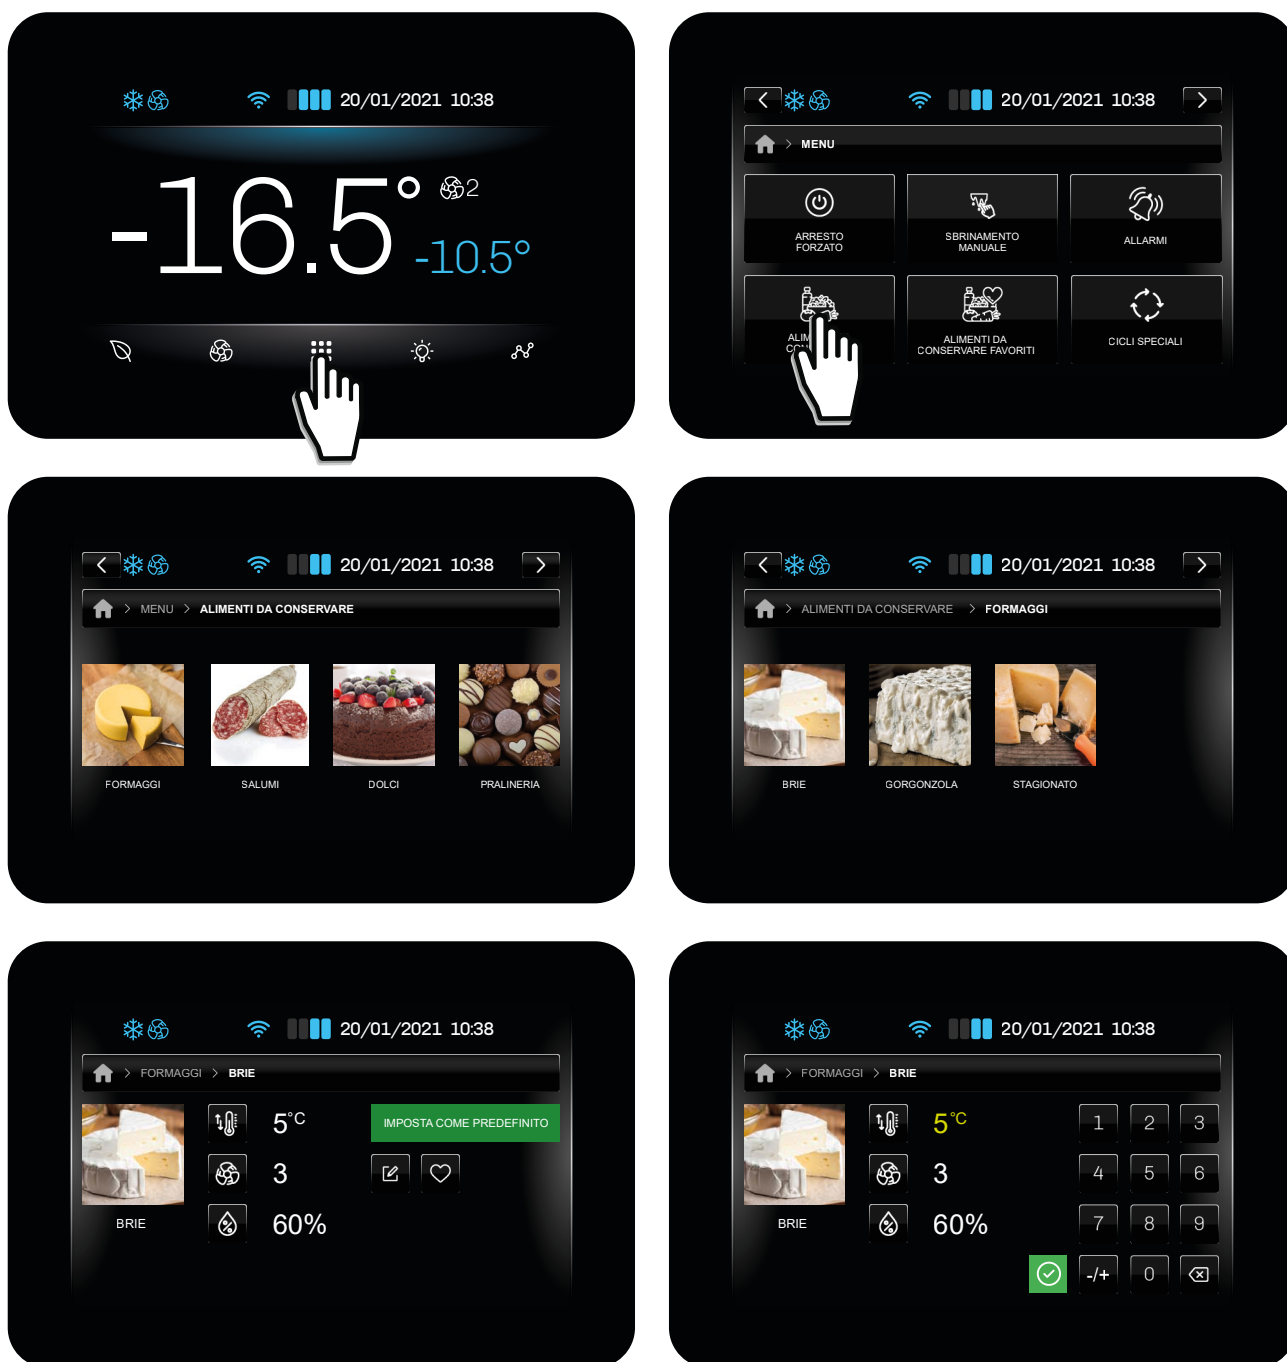 20/01/2021 10:38
-16.5° 2
-10.5°
20/01/2021 10:38
> MENU
ARRESTO
FORZATO
SBRINAMENTO
MANUALE
ALLARMI
ALIMENTI DA
CONSERVARE FAVORITI
CICLI SPECIALI
20/01/2021 10:38
> MENU > ALIMENTI DA CONSERVARE
FORMAGGI
SALUMI
DOLCI
PRALINERIA
20/01/2021 10:38
> ALIMENTI DA CONSERVARE > FORMAGGI
BRIE
GORGONZOLA
STAGIONATO
20/01/2021 10:38
> FORMAGGI > BRIE
5°C
IMPOSTA COME PREDEFINITO
3
60%
BRIE
20/01/2021 10:38
> FORMAGGI > BRIE
5°C
1 2 3
3
4 5 6
60%
7 8 9
BRIE
-/+ 0